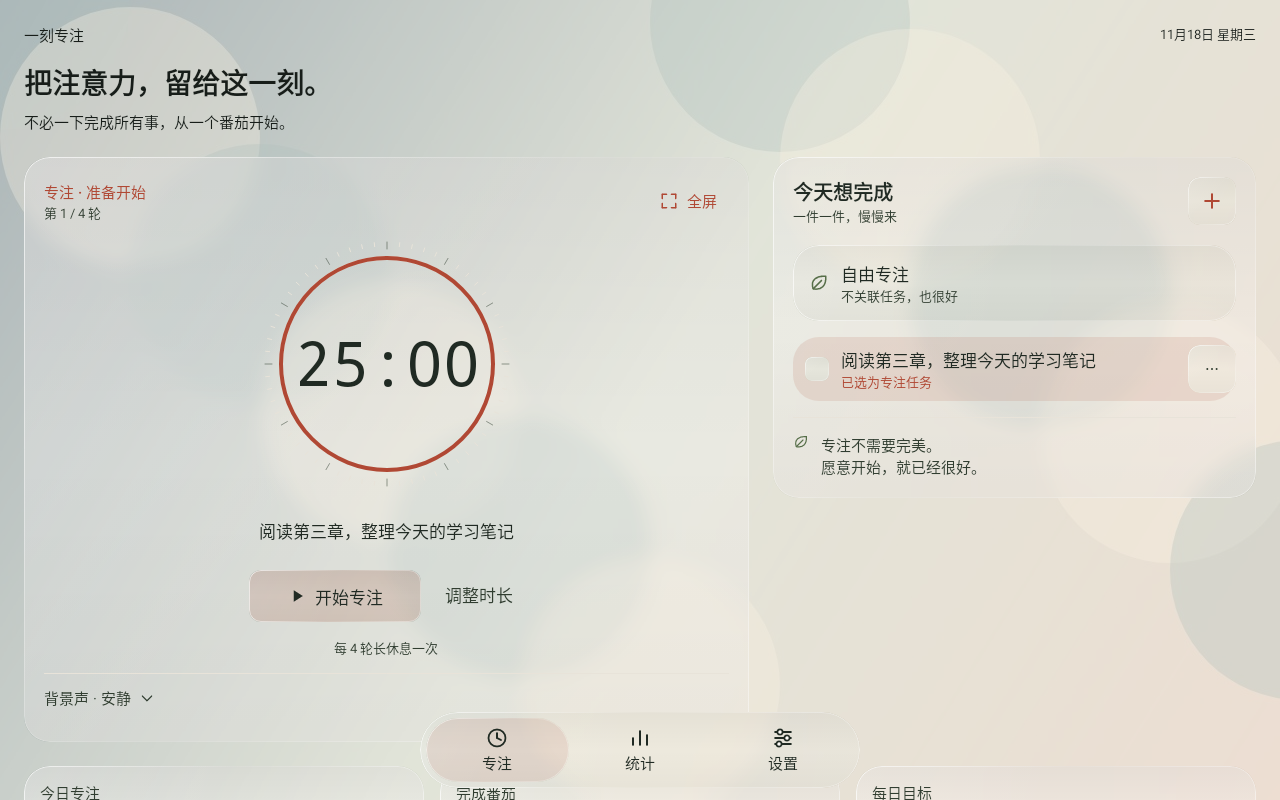 一刻专注
11月18日 星期三
把注意力，留给这一刻。
不必一下完成所有事，从一个番茄开始。
专注 · 准备开始
第 1 / 4 轮
全屏
25:00
阅读第三章，整理今天的学习笔记
开始专注
调整时长
每 4 轮长休息一次
背景声 · 安静
今天想完成
一件一件，慢慢来
自由专注
不关联任务，也很好
阅读第三章，整理今天的学习笔记
已选为专注任务
···
专注不需要完美。
愿意开始，就已经很好。
专注
统计
设置
今日专注
完成番茄
每日目标